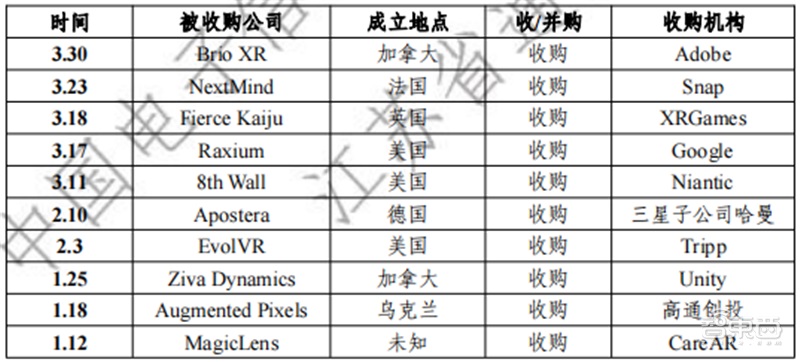 时间 被收购公司 成立地点 收/并购 收购机构
3.30 Brio XR 加拿大 收购 Adobe
3.23 NextMind 法国 收购 Snap
3.18 Fierce Kaiju 英国 收购 XRGames
3.17 Raxium 美国 收购 Google
3.11 8th Wall 美国 收购 Niantic
2.10 Apostera 德国 收购 三星子公司哈曼
2.3 EvolVR 美国 收购 Tripp
1.25 Ziva Dynamics 加拿大 收购 Unity
1.18 Augmented Pixels 乌克兰 收购 高通创投
1.12 MagicLens 未知 收购 CareAR
中国电子信
江苏省
智东西